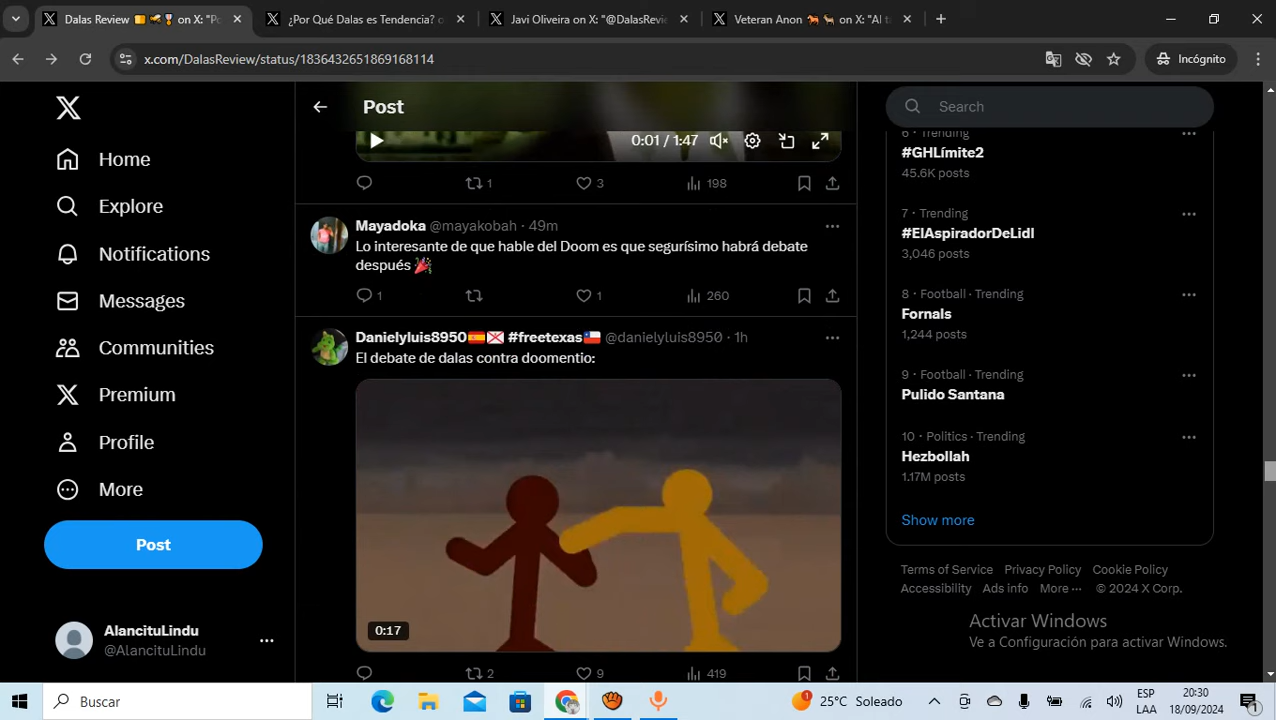 Dalas Review
on X: "Po
¿Por Qué Dalas es Tendencia?
Javi Oliveira on X: "@DalasRevie
Veteran Anon
on X: "Al t
x.com/DalasReview/status/1836432651869168114
Incógnito
Home
Explore
Notifications
Messages
Communities
Premium
Profile
More
Post
AlancituLindu
@AlancituLindu
Post
0:01 / 1:47
1
3
198
Mayadoka @mayakobah · 49m
Lo interesante de que hable del Doom es que segurísimo habrá debate
después
1
1
260
Danielyluis8950 #freetexas @danielyluis8950 · 1h
El debate de dalas contra doomentio:
0:17
2
9
419
Search
6 · Trending
#GHLímite2
45.6K posts
7 · Trending
#ElAspiradorDeLidl
3,046 posts
8 · Football · Trending
Fornals
1,244 posts
9 · Football · Trending
Pulido Santana
10 · Politics · Trending
Hezbollah
1.17M posts
Show more
Terms of Service Privacy Policy Cookie Policy
Accessibility Ads info More ··· © 2024 X Corp.
Activar Windows
Ve a Configuración para activar Windows.
Buscar
1
25°C Soleado
ESP
LAA
20:30
18/09/2024
1